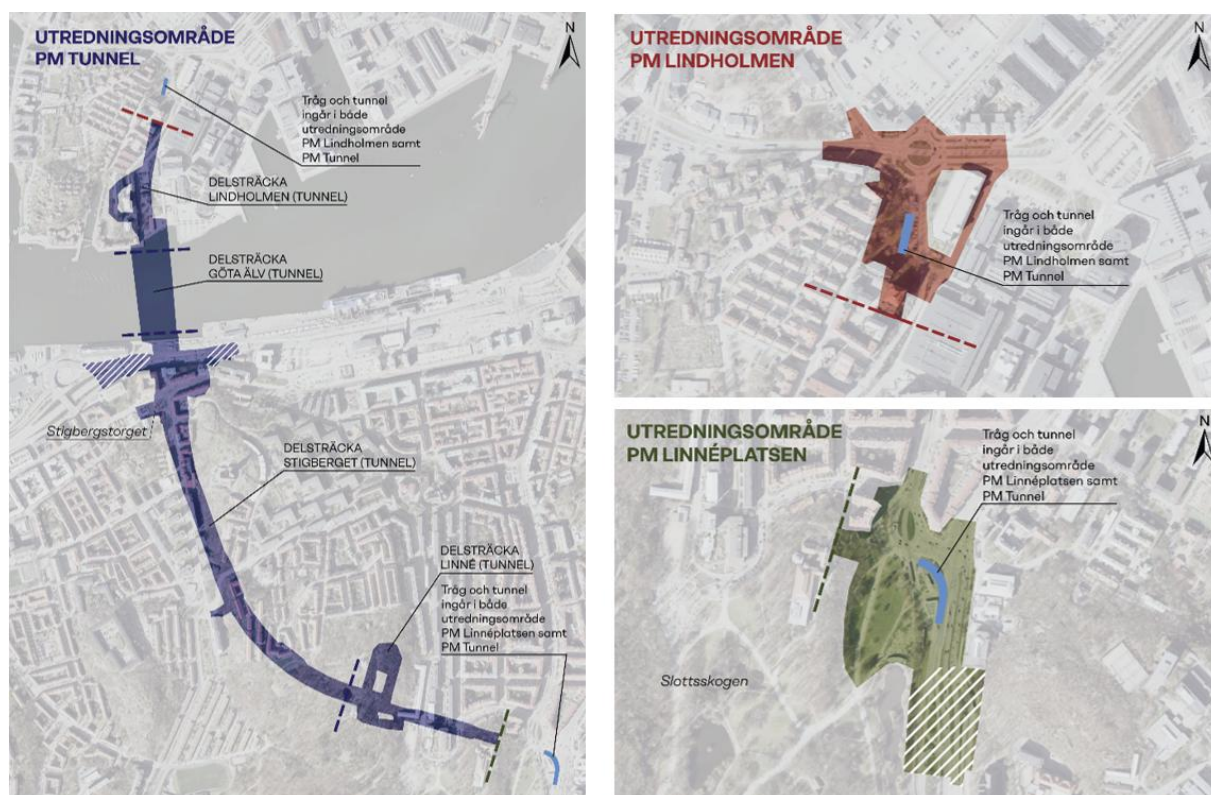 UTREDNINGSOMRÅDE
PM TUNNEL
N
Tråg och tunnel
ingår i både
utredningsområde
PM Lindholmen samt
PM Tunnel
DELSTRÄCKA
LINDHOLMEN (TUNNEL)
DELSTRÄCKA
GÖTA ÄLV (TUNNEL)
Stigbergstorget
DELSTRÄCKA
STIGBERGET (TUNNEL)
DELSTRÄCKA
LINNÉ (TUNNEL)
Tråg och tunnel
ingår i både
utredningsområde
PM Linnéplatsen samt
PM Tunnel
UTREDNINGSOMRÅDE
PM LINDHOLMEN
N
Tråg och tunnel
ingår i både
utredningsområde
PM Lindholmen samt
PM Tunnel
UTREDNINGSOMRÅDE
PM LINNÉPLATSEN
N
Tråg och tunnel
ingår i både
utredningsområde
PM Linnéplatsen samt
PM Tunnel
Slottsskogen